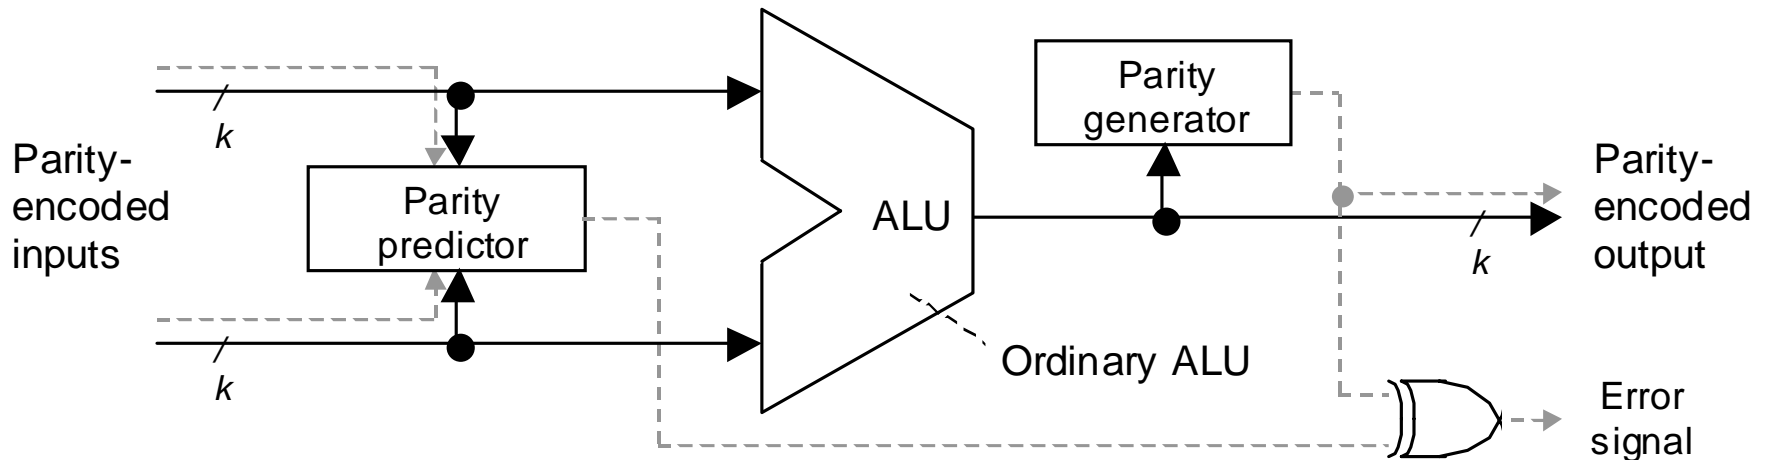 Parity-
encoded
inputs
k
k
Parity
predictor
ALU
Ordinary ALU
Parity
generator
k
Parity-
encoded
output
Error
signal